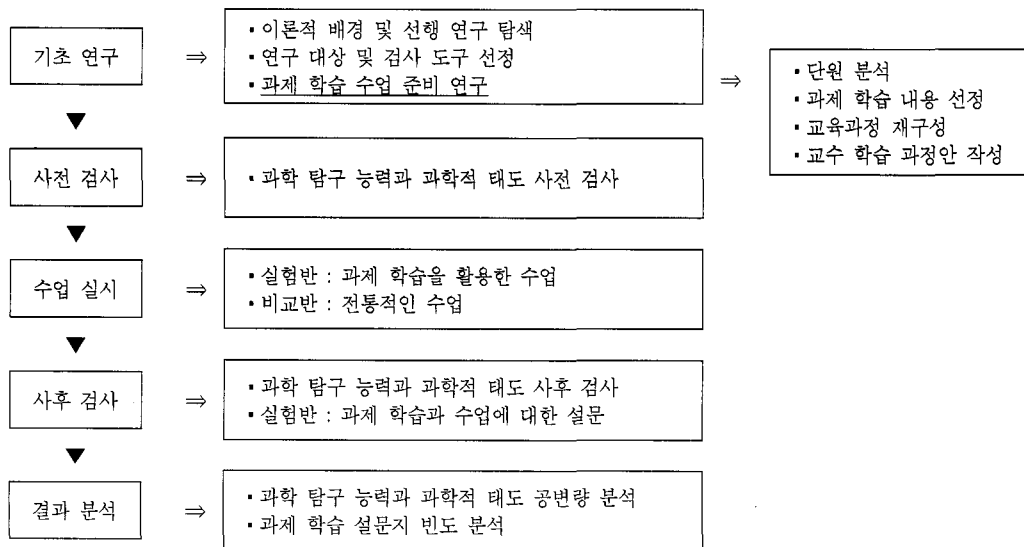 기초 연구
⇒
▪ 이론적 배경 및 선행 연구 탐색
▪ 연구 대상 및 검사 도구 선정
▪ 과제 학습 수업 준비 연구
⇒
▪ 단원 분석
▪ 과제 학습 내용 선정
▪ 교육과정 재구성
▪ 교수 학습 과정안 작성
▼
사전 검사
⇒
▪ 과학 탐구 능력과 과학적 태도 사전 검사
▼
수업 실시
⇒
▪ 실험반 : 과제 학습을 활용한 수업
▪ 비교반 : 전통적인 수업
▼
사후 검사
⇒
▪ 과학 탐구 능력과 과학적 태도 사후 검사
▪ 실험반 : 과제 학습과 수업에 대한 설문
▼
결과 분석
⇒
▪ 과학 탐구 능력과 과학적 태도 공변량 분석
▪ 과제 학습 설문지 빈도 분석